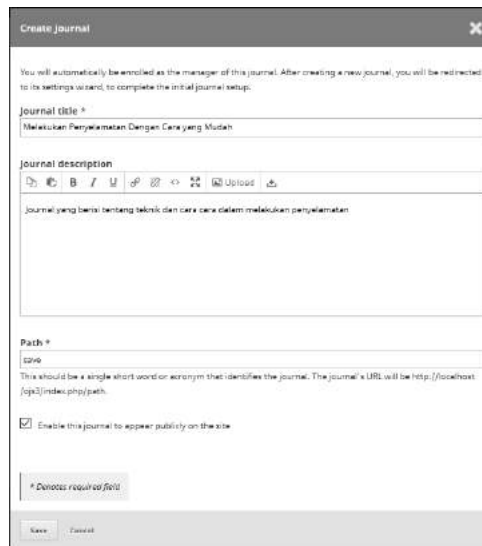 Create Journal
You will automatically be enrolled as the manager of this journal. After creating a new journal, you will be redirected
to its settings wizard, to complete the initial journal setup.
Journal title *
Melakukan Penyelamatan Dengan Cara yang Mudah
Journal description
B I U Upload
Journal yang berisi tentang teknik dan cara cara dalam melakukan penyelamatan
Path *
save
This should be a single short word or acronym that identifies the journal. The journal's URL will be http://localhost
/ojs3/index.php/path.
Enable this journal to appear publicly on the site
* Denotes required field
Save Cancel